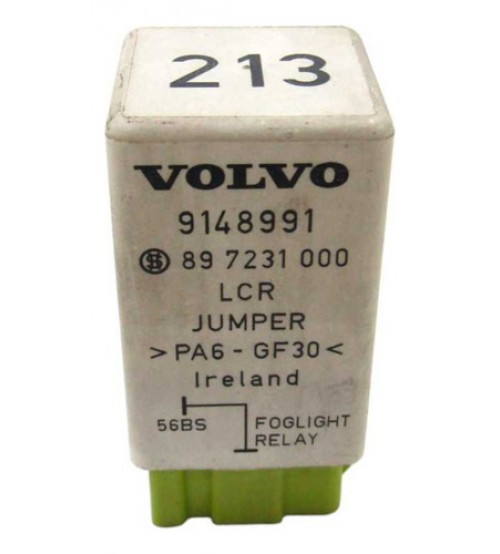 213
VOLVO
9148991
89 7231 000
LCR
JUMPER
>PA6-GF30<
Ireland
56BS FOGLIGHT
RELAY